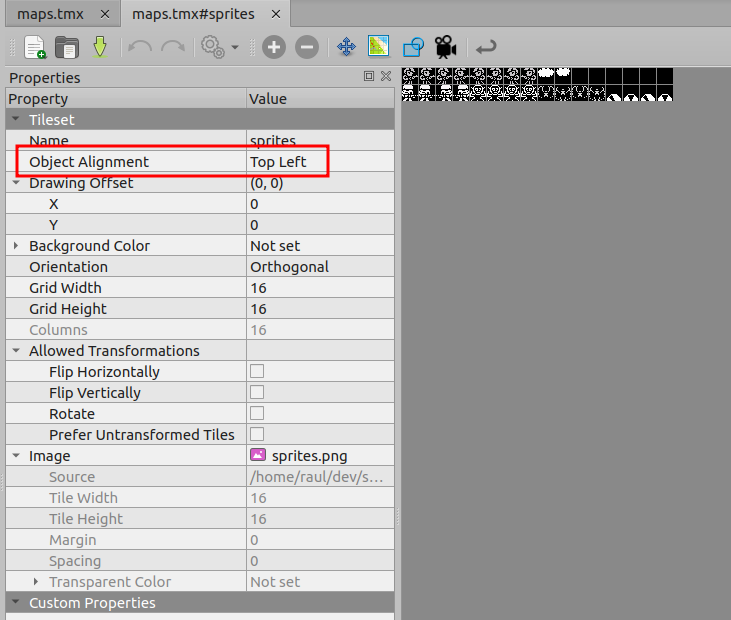 maps.tmx × maps.tmx#sprites ×
Properties
Property Value
Tileset
Name sprites
Object Alignment Top Left
Drawing Offset (0, 0)
X 0
Y 0
Background Color Not set
Orientation Orthogonal
Grid Width 16
Grid Height 16
Columns 16
Allowed Transformations
Flip Horizontally
Flip Vertically
Rotate
Prefer Untransformed Tiles
Image sprites.png
Source /home/raul/dev/s...
Tile Width 16
Tile Height 16
Margin 0
Spacing 0
Transparent Color Not set
Custom Properties